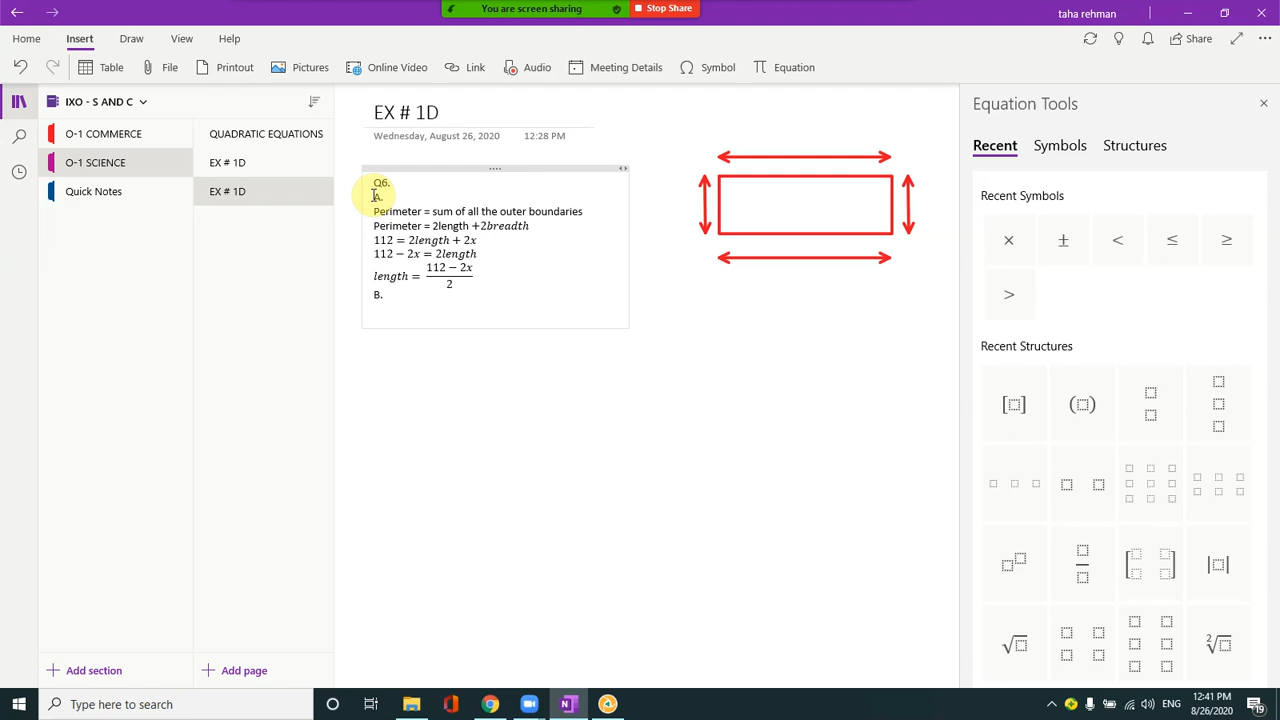 You are screen sharing
Stop Share
taha rehman
Home
Insert
Draw
View
Help
Share
Table
File
Printout
Pictures
Online Video
Link
Audio
Meeting Details
Symbol
Equation
IXO - S AND C
O-1 COMMERCE
O-1 SCIENCE
Quick Notes
QUADRATIC EQUATIONS
EX # 1D
EX # 1D
EX # 1D
Wednesday, August 26, 2020 12:28 PM
Q6.
A.
Perimeter = sum of all the outer boundaries
Perimeter = 2length +2breadth
112 = 2length + 2x
112 − 2x = 2length
length = (112 − 2x)/2
B.
Equation Tools
Recent
Symbols
Structures
Recent Symbols
× ± < ≤ ≥
>
Recent Structures
Add section
Add page
Type here to search
ENG
12:41 PM
8/26/2020
19